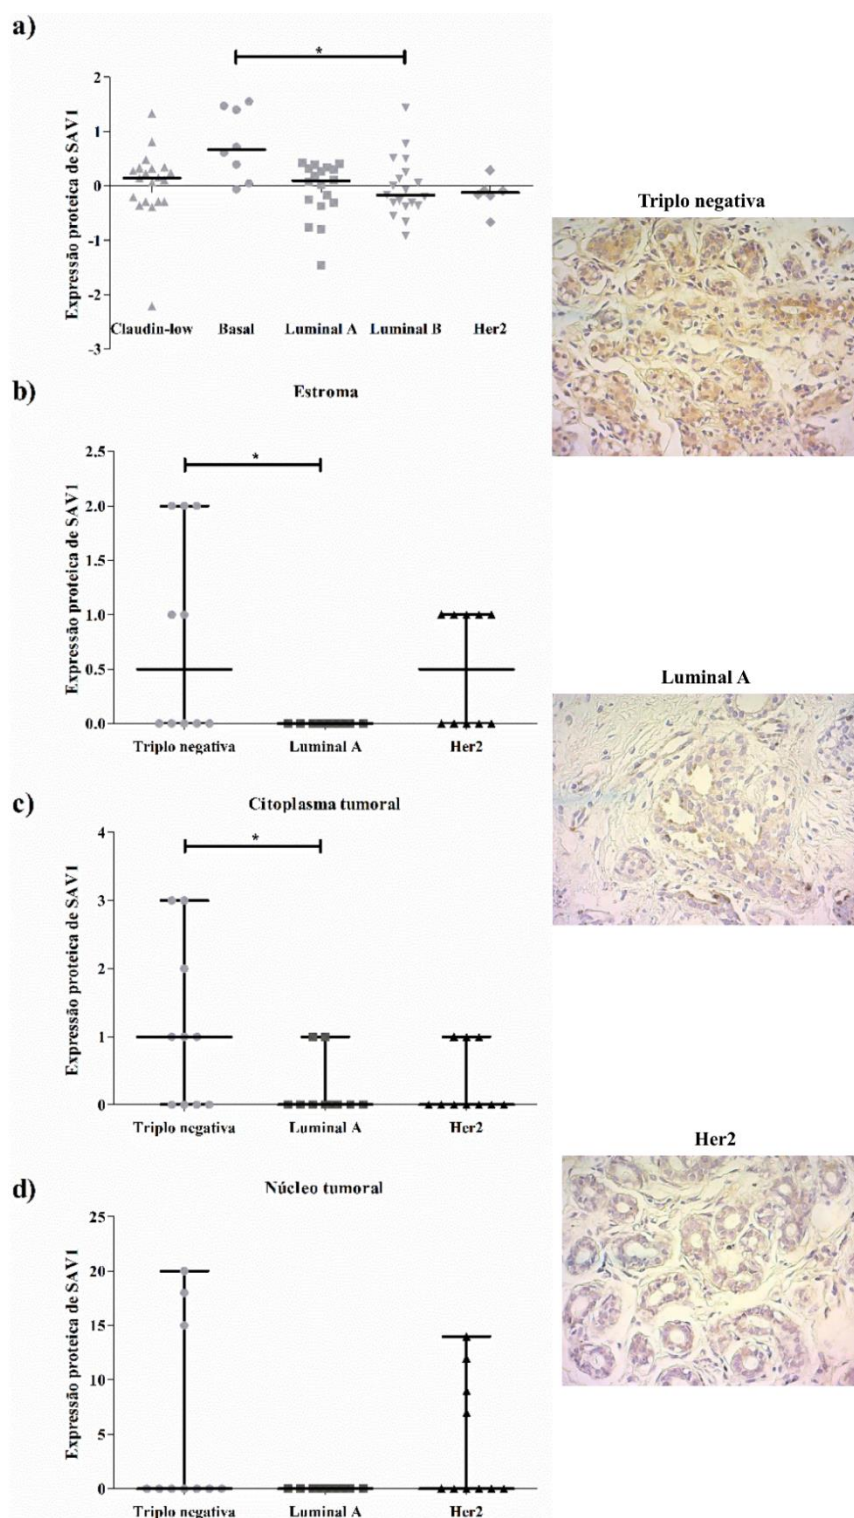 a)
*
Expressão proteica de SAV1
2
1
0
-1
-2
-3
Claudin-low Basal Luminal A Luminal B Her2
Triplo negativa
b)
Estroma
*
Expressão proteica de SAV1
2.5
2.0
1.5
1.0
0.5
0.0
Triplo negativa Luminal A Her2
Luminal A
c)
Citoplasma tumoral
*
Expressão proteica de SAV1
4
3
2
1
0
Triplo negativa Luminal A Her2
Her2
d)
Núcleo tumoral
Expressão proteica de SAV1
25
20
15
10
5
0
Triplo negativa Luminal A Her2